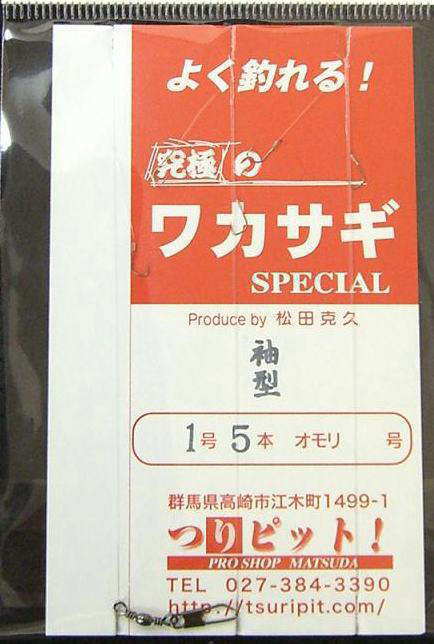 よく釣れる！
究極の
ワカサギ
SPECIAL
Produce by 松田克久
袖型
1号 5本 オモリ 号
群馬県高崎市江木町1499-1
つりピット！
PRO SHOP MATSUDA
TEL 027-384-3390
http://tsuripit.com/